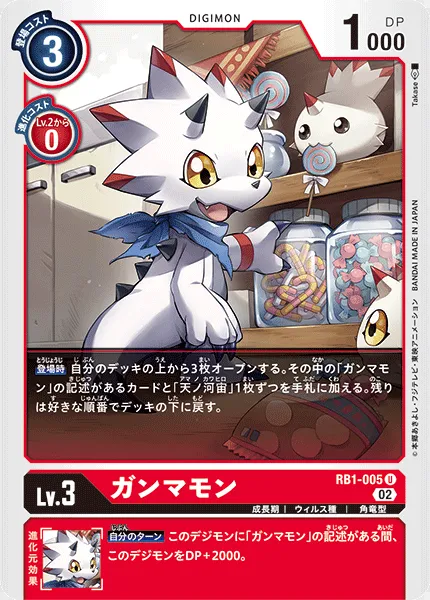 登場コスト
3
DIGIMON
1000
DP
進化コスト
Lv.2から
0
Takase
©本郷あきよし・フジテレビ・東映アニメーション BANDAI MADE IN JAPAN
登場時 自分のデッキの上から3枚オープンする。その中の「ガンマモ
ン」の記述があるカードと「天ノ河宙」1枚ずつを手札に加える。残り
は好きな順番でデッキの下に戻す。
RB1-005 U
02
Lv.3
ガンマモン
成長期 | ウィルス種 | 角竜型
進化元効果
自分のターン このデジモンに「ガンマモン」の記述がある間、
このデジモンをDP+2000。